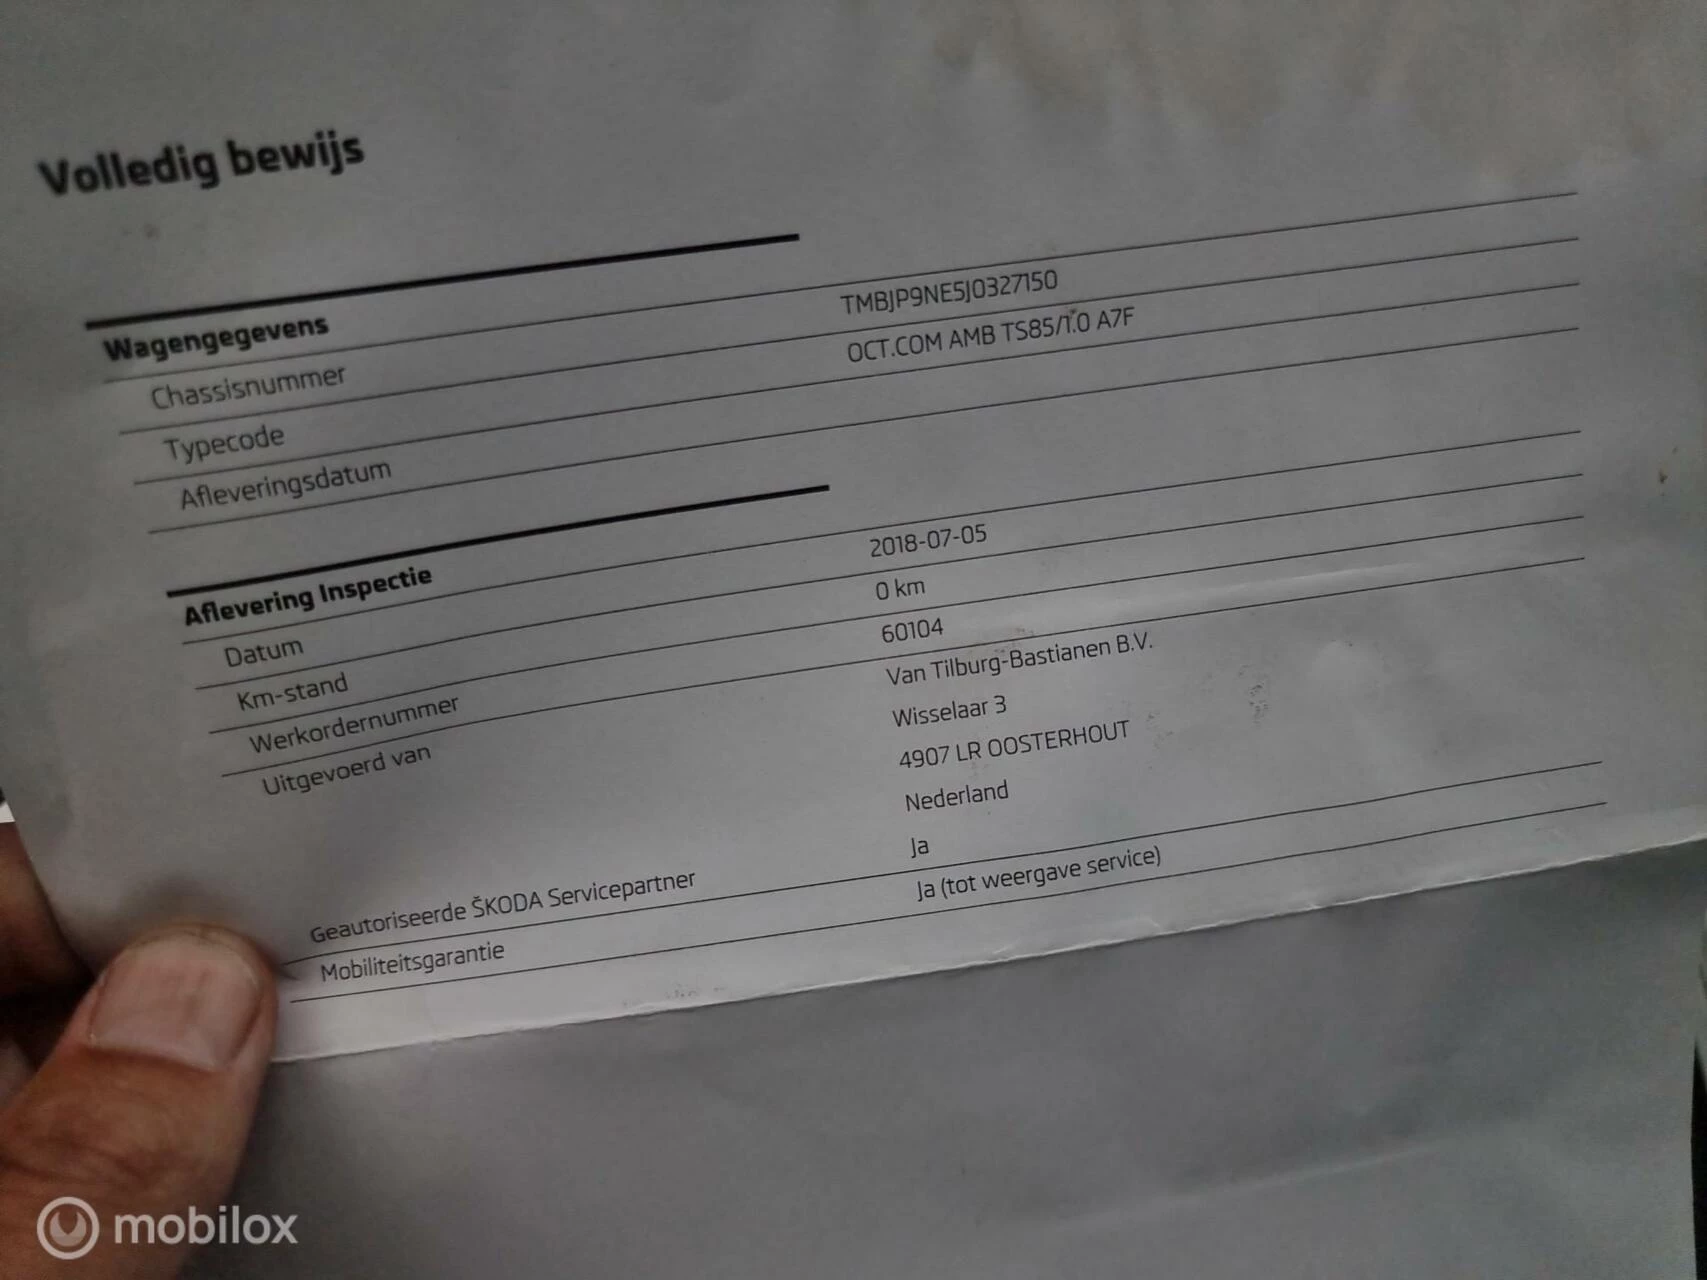 Volledig bewijs
Wagengegevens
Chassisnummer TMBJP9NE5J0327150
Typecode OCT.COM AMB TS85/1.0 A7F
Afleveringsdatum
Aflevering Inspectie
Datum 2018-07-05
Km-stand 0 km
Werkordernummer 60104
Uitgevoerd van Van Tilburg-Bastianen B.V.
Wisselaar 3
4907 LR OOSTERHOUT
Nederland
Geautoriseerde ŠKODA Servicepartner Ja
Mobiliteitsgarantie Ja (tot weergave service)
mobilox